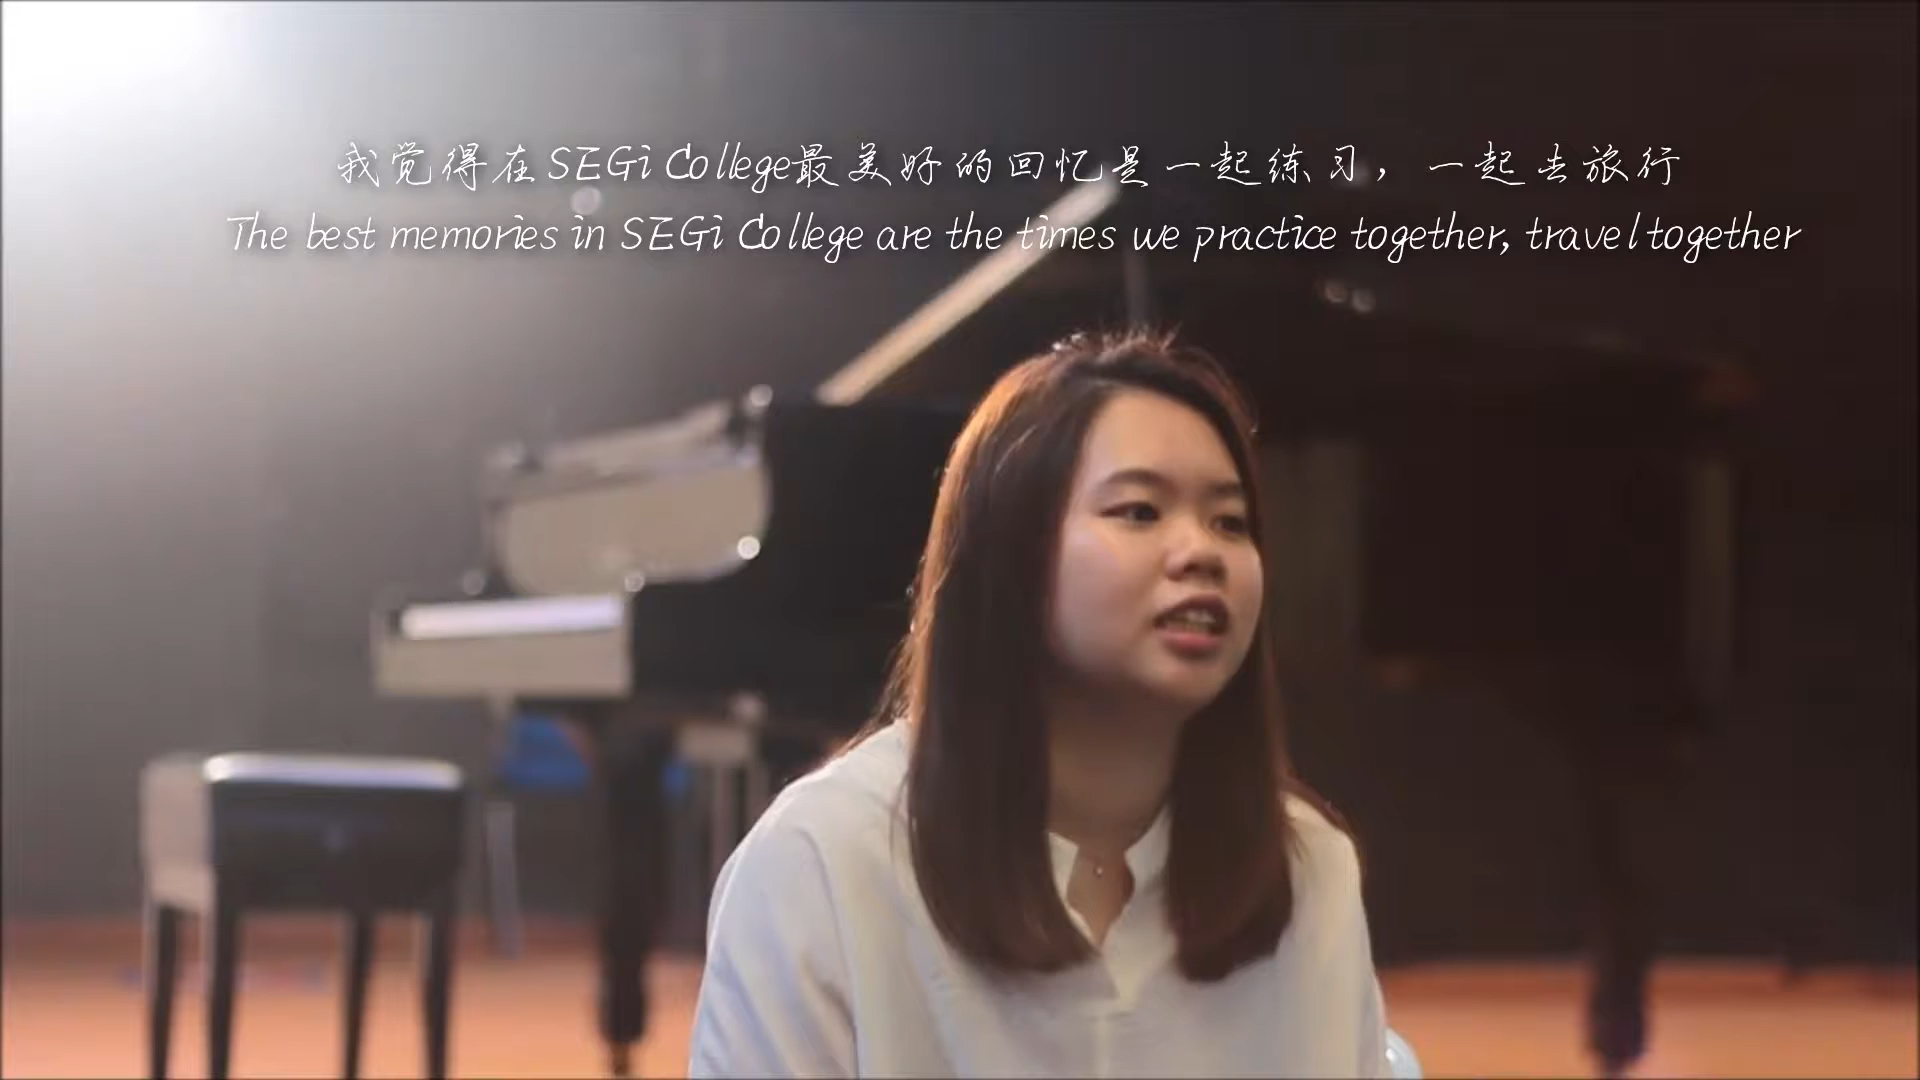 我觉得在SEGi College最美好的回忆是一起练习，一起去旅行
The best memories in SEGi College are the times we practice together, travel together